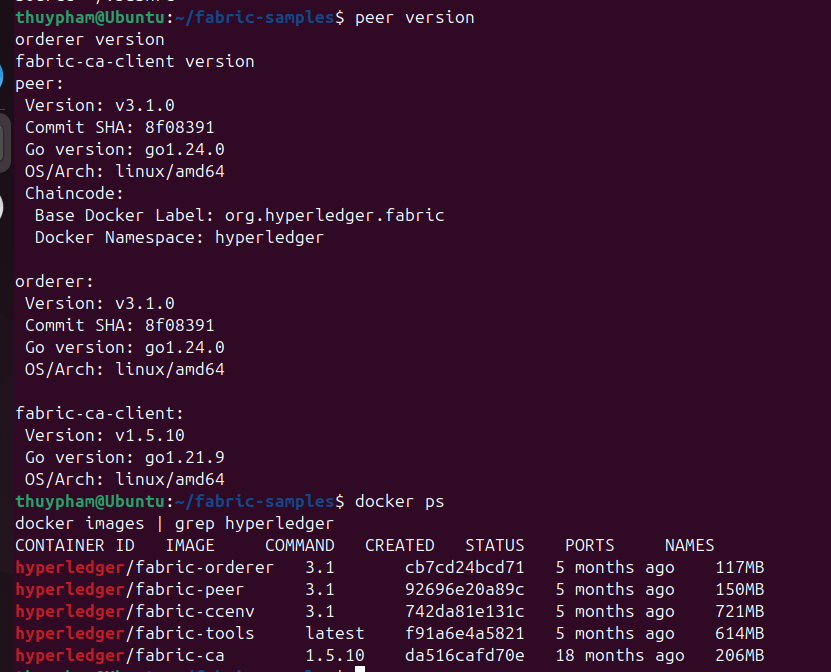 thuypham@Ubuntu:~/fabric-samples$ peer version
orderer version
fabric-ca-client version
peer:
 Version: v3.1.0
 Commit SHA: 8f08391
 Go version: go1.24.0
 OS/Arch: linux/amd64
 Chaincode:
  Base Docker Label: org.hyperledger.fabric
  Docker Namespace: hyperledger

orderer:
 Version: v3.1.0
 Commit SHA: 8f08391
 Go version: go1.24.0
 OS/Arch: linux/amd64

fabric-ca-client:
 Version: v1.5.10
 Go version: go1.21.9
 OS/Arch: linux/amd64
thuypham@Ubuntu:~/fabric-samples$ docker ps
docker images | grep hyperledger
CONTAINER ID   IMAGE     COMMAND   CREATED   STATUS    PORTS     NAMES
hyperledger/fabric-orderer   3.1       cb7cd24bcd71   5 months ago    117MB
hyperledger/fabric-peer      3.1       92696e20a89c   5 months ago    150MB
hyperledger/fabric-ccenv     3.1       742da81e131c   5 months ago    721MB
hyperledger/fabric-tools     latest    f91a6e4a5821   5 months ago    614MB
hyperledger/fabric-ca        1.5.10    da516cafd70e   18 months ago   206MB